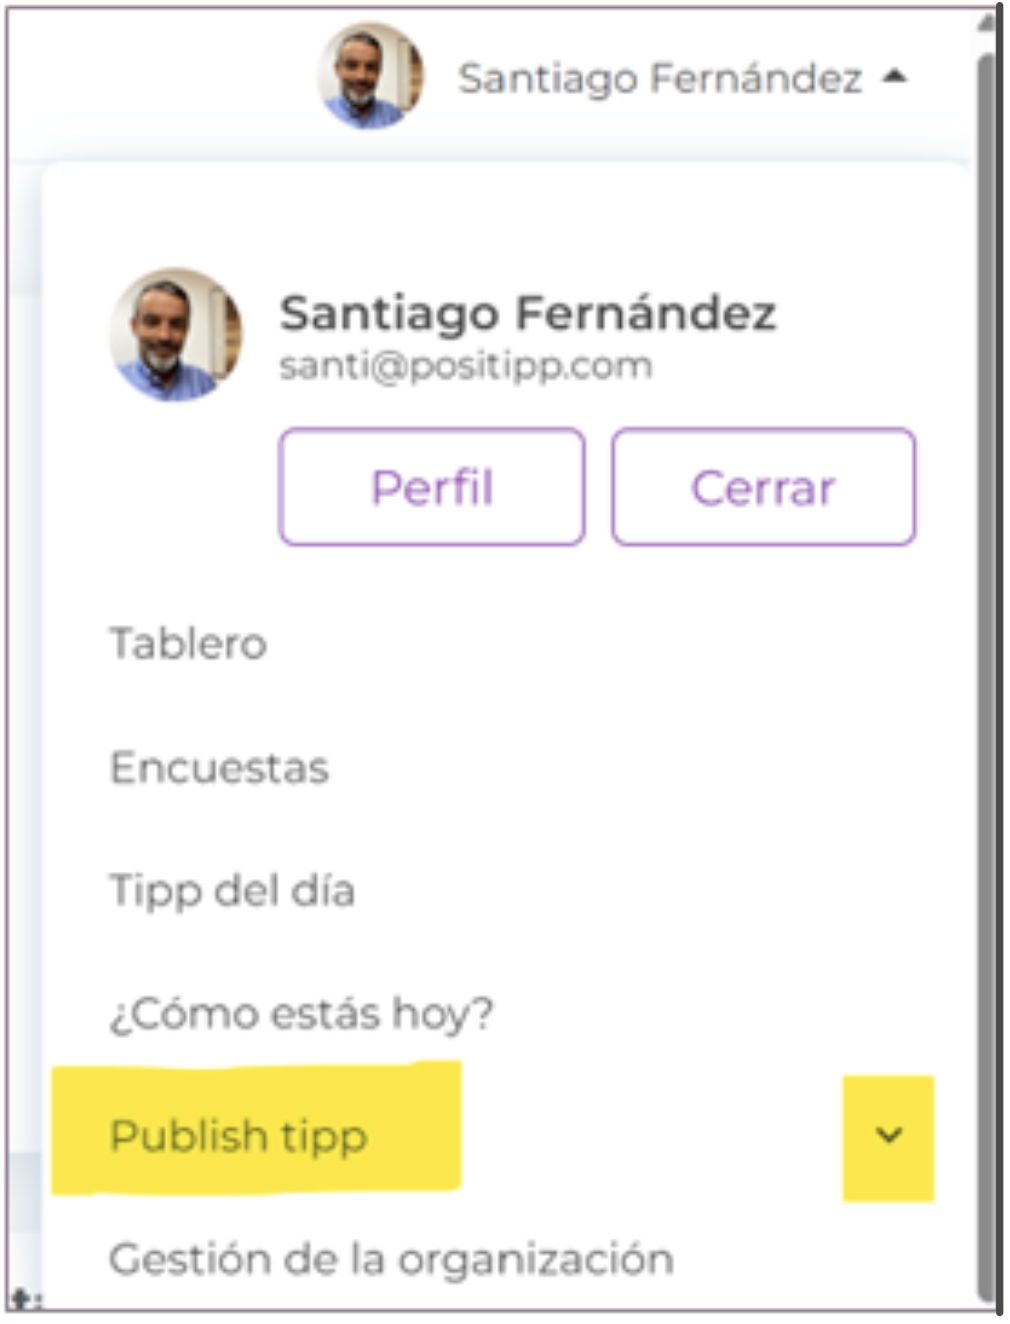 Santiago Fernández
Santiago Fernández
santi@positipp.com
Perfil Cerrar
Tablero
Encuestas
Tipp del día
¿Cómo estás hoy?
Publish tipp
Gestión de la organización